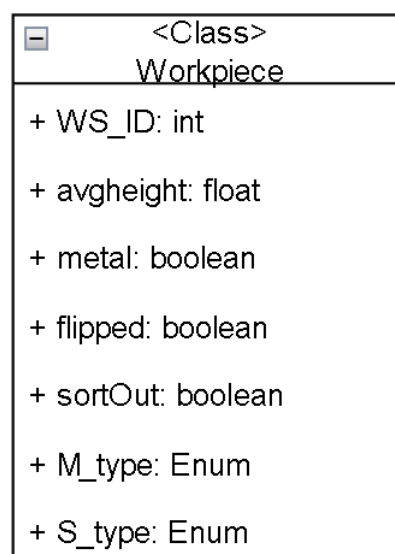 <Class>
Workpiece
+ WS_ID: int
+ avgheight: float
+ metal: boolean
+ flipped: boolean
+ sortOut: boolean
+ M_type: Enum
+ S_type: Enum